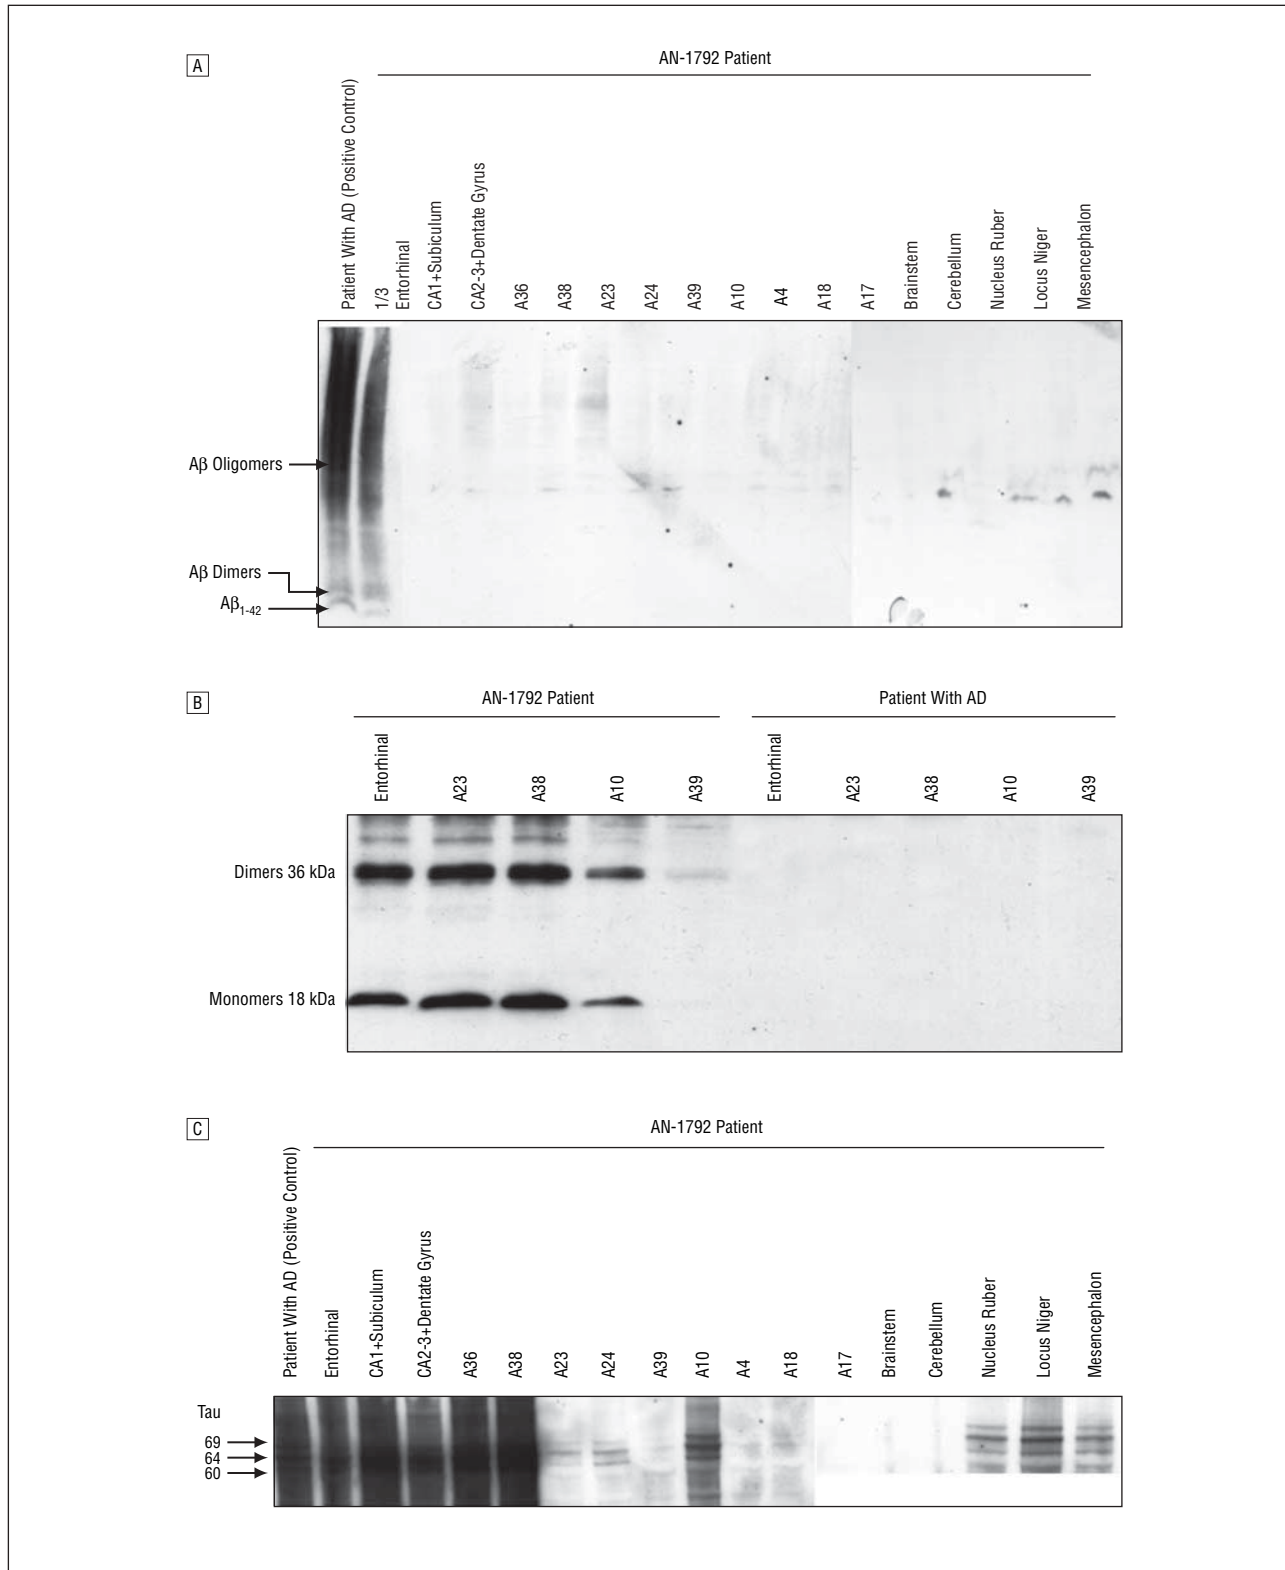 A
AN-1792 Patient
Patient With AD (Positive Control)
1/3
Entorhinal
CA1+Subiculum
CA2-3+Dentate Gyrus
A36
A38
A23
A24
A39
A10
A4
A18
A17
Brainstem
Cerebellum
Nucleus Ruber
Locus Niger
Mesencephalon
Aβ Oligomers
Aβ Dimers
Aβ1-42
B
AN-1792 Patient
Patient With AD
Entorhinal
A23
A38
A10
A39
Entorhinal
A23
A38
A10
A39
Dimers 36 kDa
Monomers 18 kDa
C
AN-1792 Patient
Patient With AD (Positive Control)
Entorhinal
CA1+Subiculum
CA2-3+Dentate Gyrus
A36
A38
A23
A24
A39
A10
A4
A18
A17
Brainstem
Cerebellum
Nucleus Ruber
Locus Niger
Mesencephalon
Tau
69
64
60